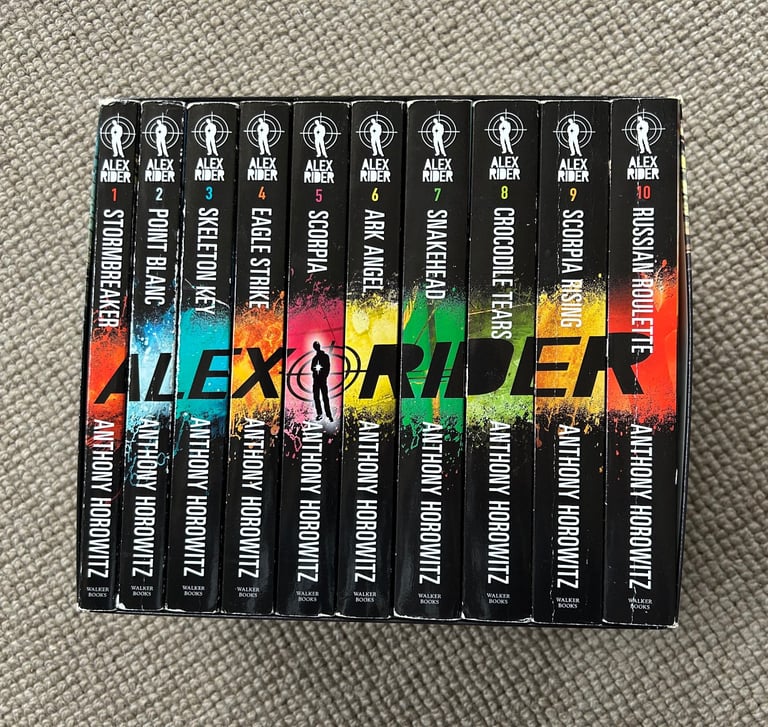 ALEX
RIDER
1
STORMBREAKER
ANTHONY HOROWITZ
WALKER
BOOKS
ALEX
RIDER
2
POINT BLANC
ANTHONY HOROWITZ
WALKER
BOOKS
ALEX
RIDER
3
SKELETON KEY
ANTHONY HOROWITZ
WALKER
BOOKS
ALEX
RIDER
4
EAGLE STRIKE
ANTHONY HOROWITZ
WALKER
BOOKS
ALEX
RIDER
5
SCORPIA
ANTHONY HOROWITZ
WALKER
BOOKS
ALEX
RIDER
6
ARK ANGEL
ANTHONY HOROWITZ
WALKER
BOOKS
ALEX
RIDER
7
SNAKEHEAD
ANTHONY HOROWITZ
WALKER
BOOKS
ALEX
RIDER
8
CROCODILE TEARS
ANTHONY HOROWITZ
WALKER
BOOKS
ALEX
RIDER
9
SCORPIA RISING
ANTHONY HOROWITZ
WALKER
BOOKS
ALEX
RIDER
10
RUSSIAN ROULETTE
ANTHONY HOROWITZ
WALKER
BOOKS
ALEX RIDER